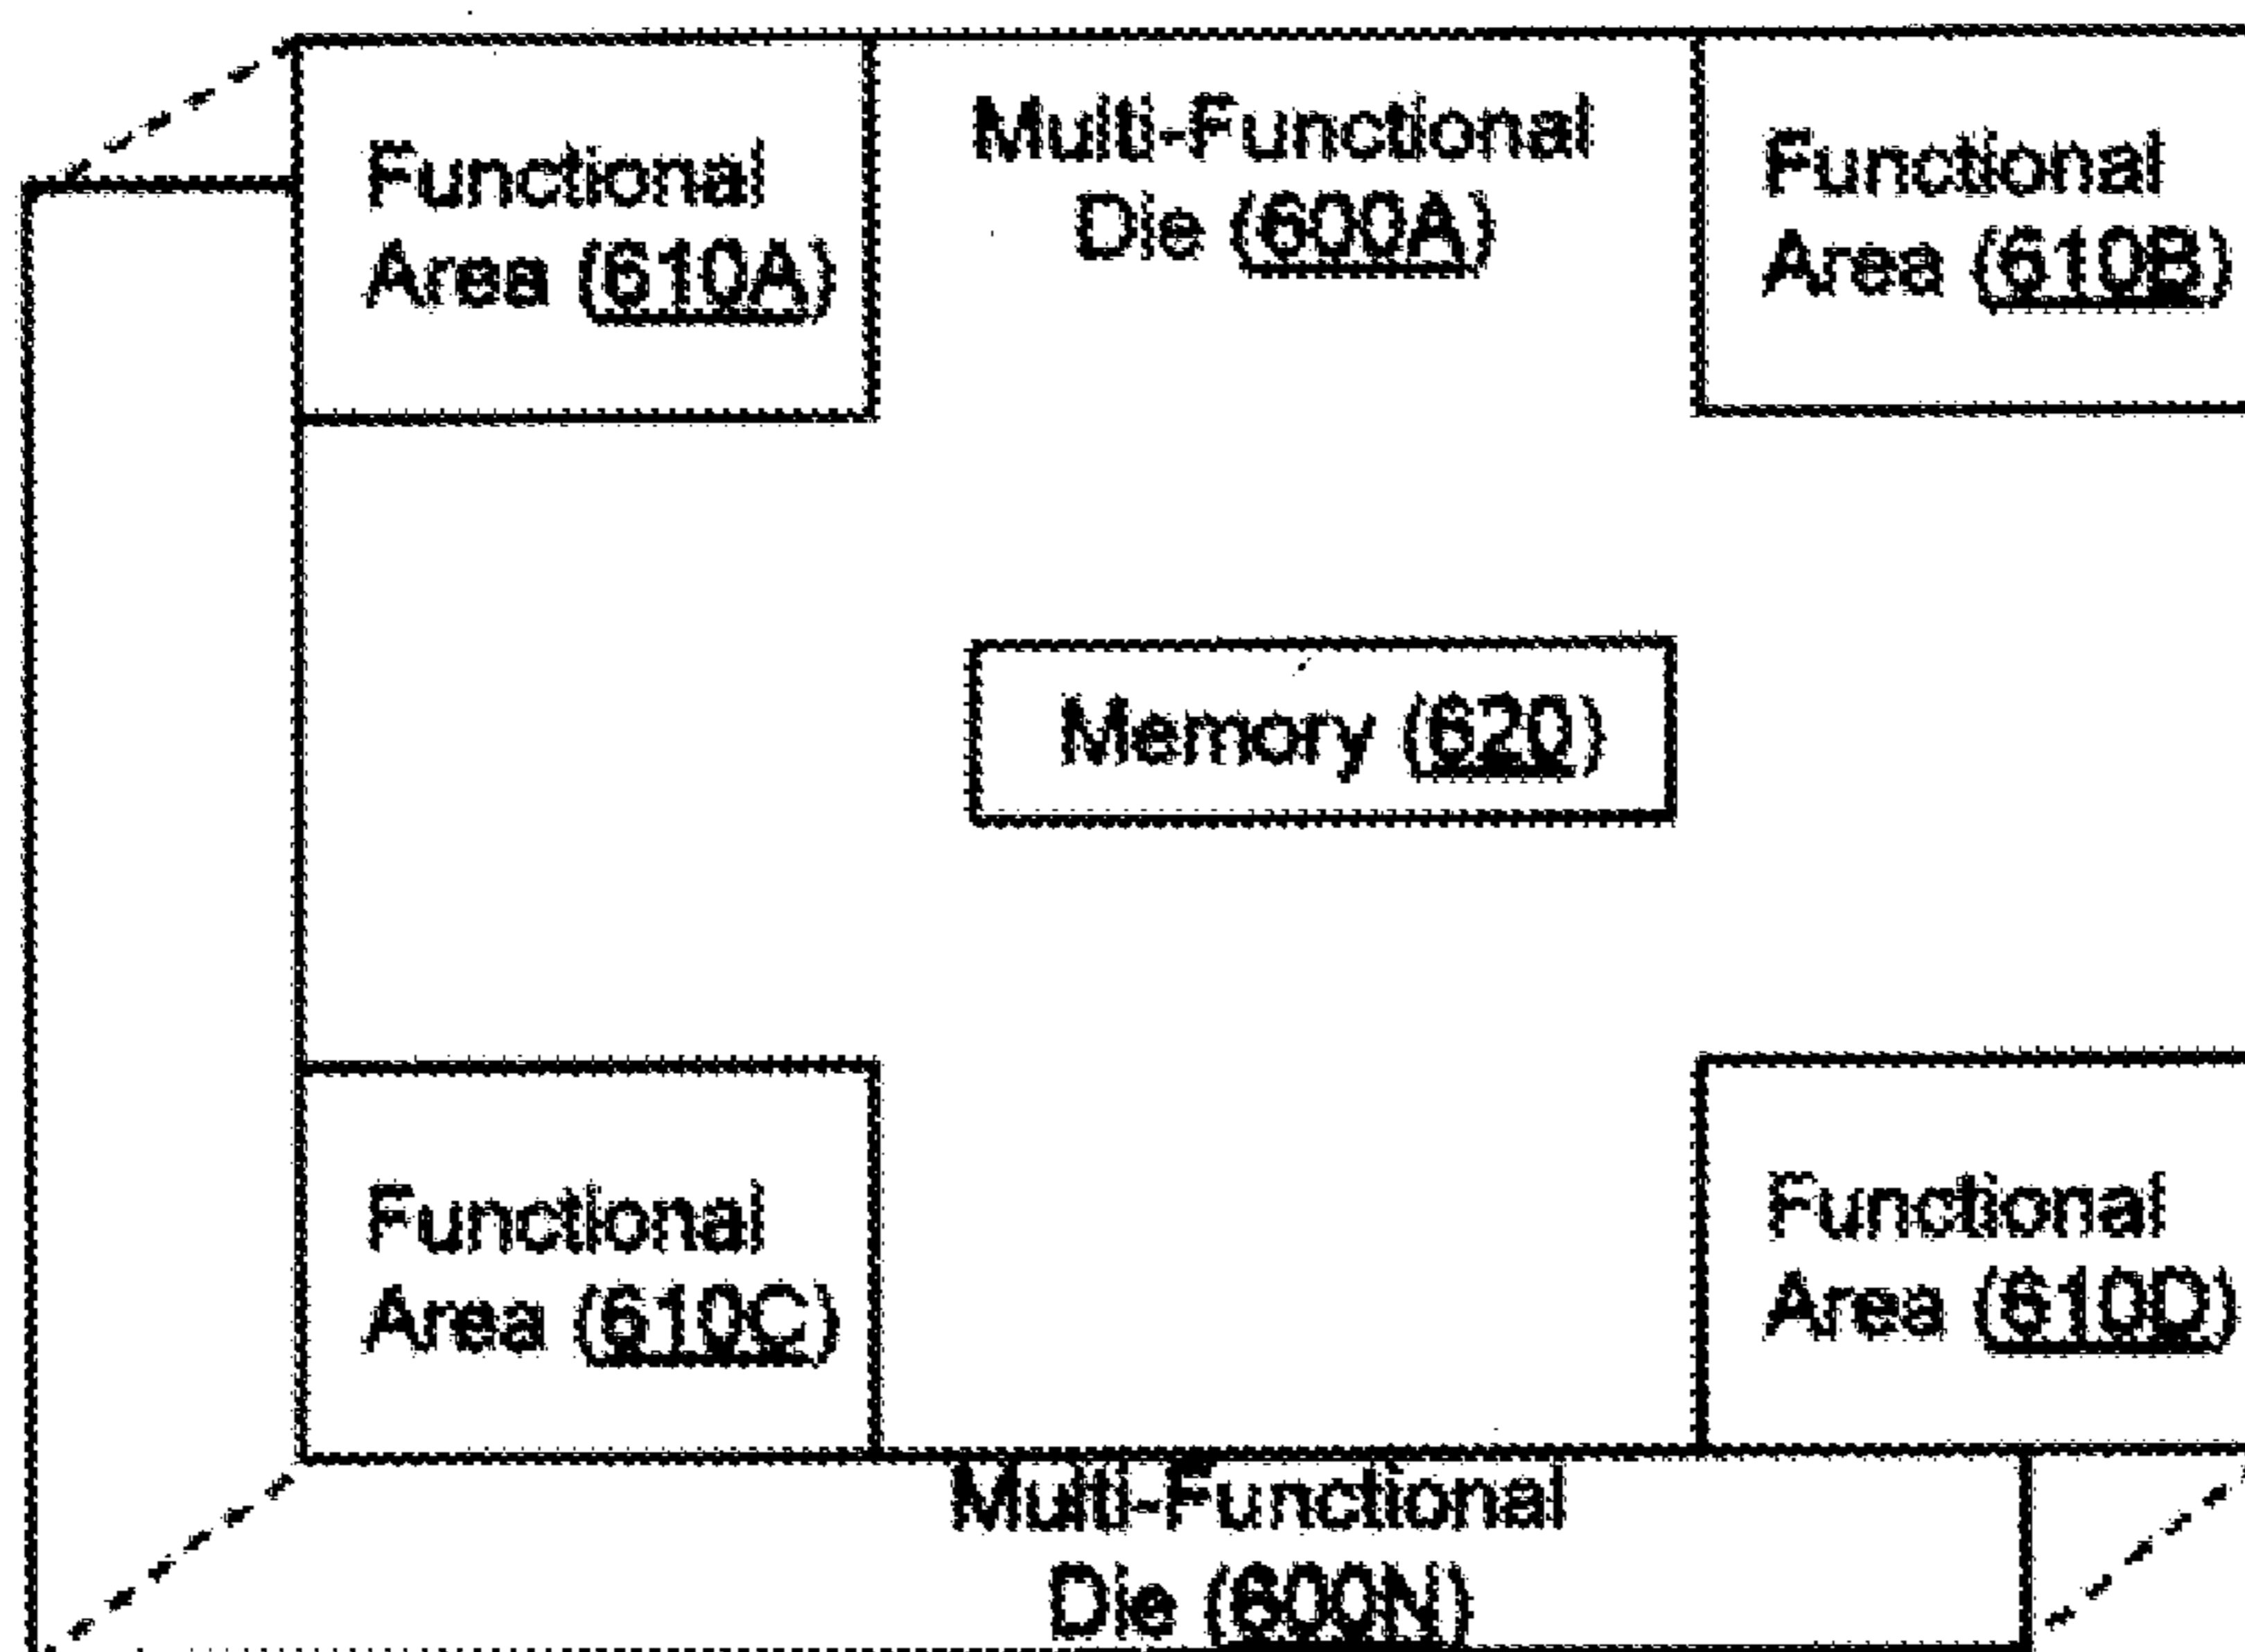 Functional
Area (610A)
Multi-Functional
Die (600A)
Functional
Area (610B)
Memory (620)
Functional
Area (610C)
Functional
Area (610D)
Multi-Functional
Die (600N)